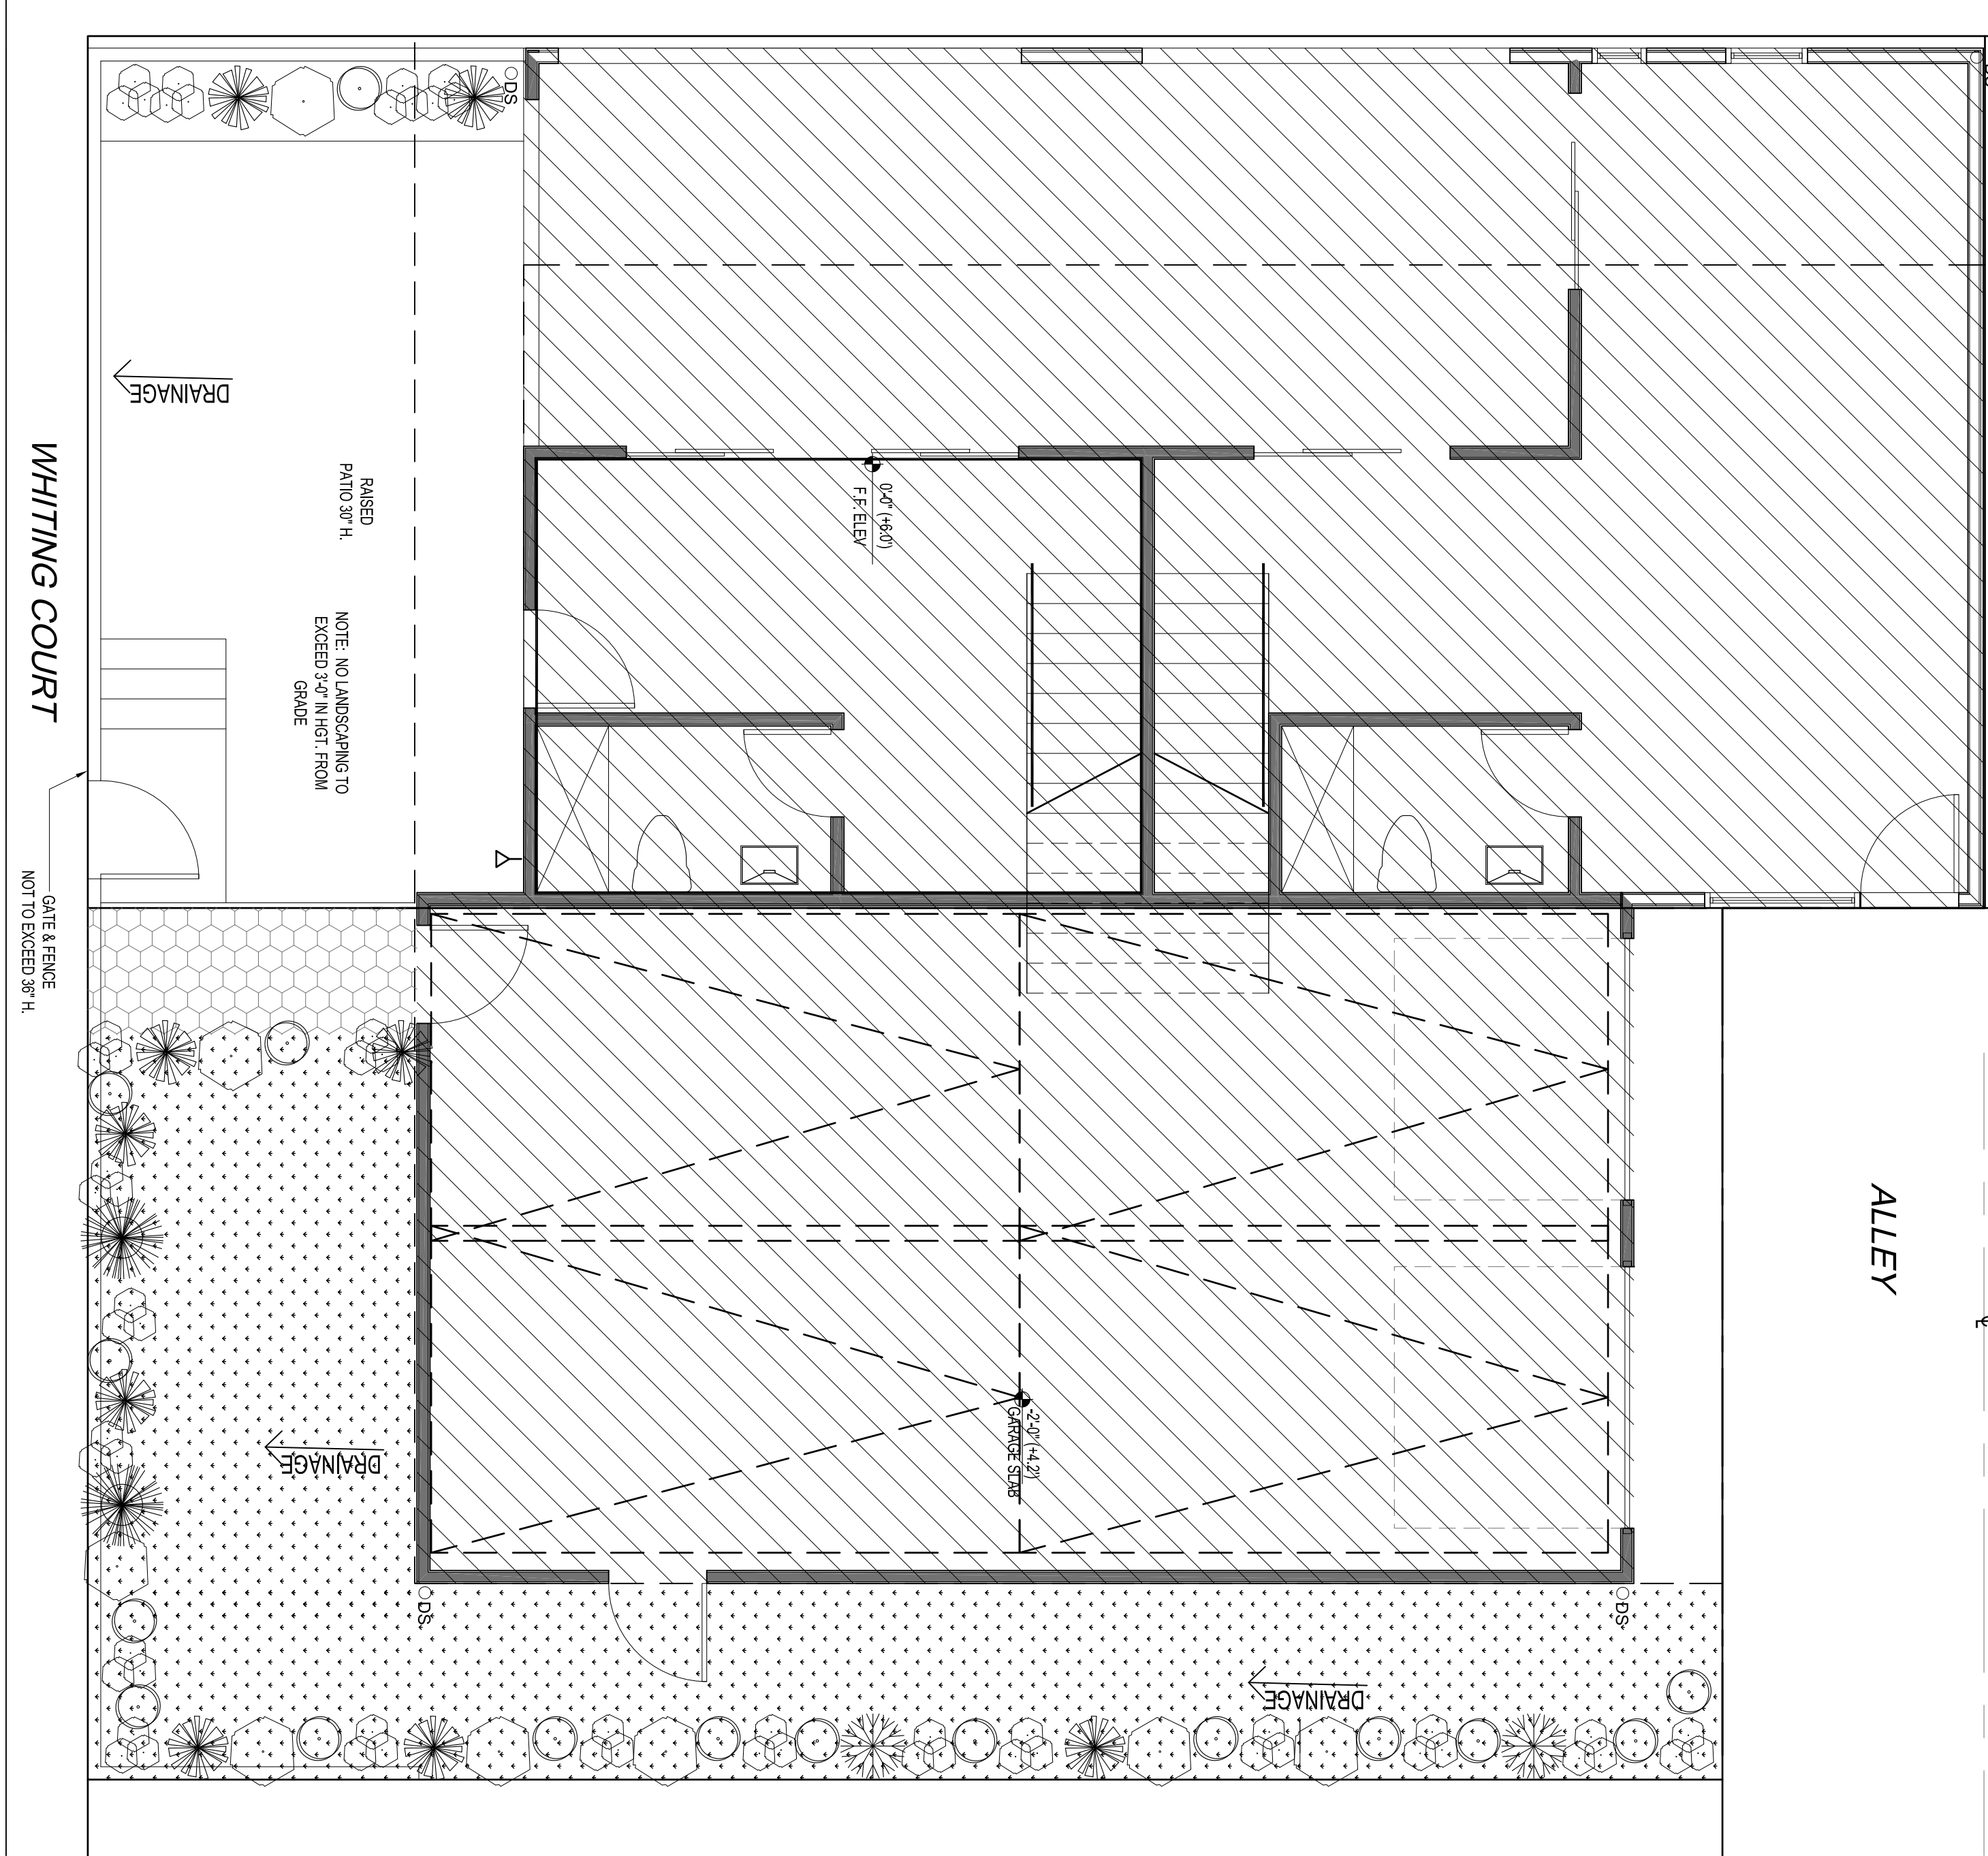 DS
DRAINAGE
WHITING COURT
RAISED
PATIO 30" H.
NOTE: NO LANDSCAPING TO
EXCEED 3'-0" IN HGT. FROM
GRADE
GATE & FENCE
NOT TO EXCEED 36" H.
0'-0" (+6.0')
F.F. ELEV
ALLEY
-2'-0" (+4.2')
GARAGE SLAB
DRAINAGE
DS
DS
DRAINAGE